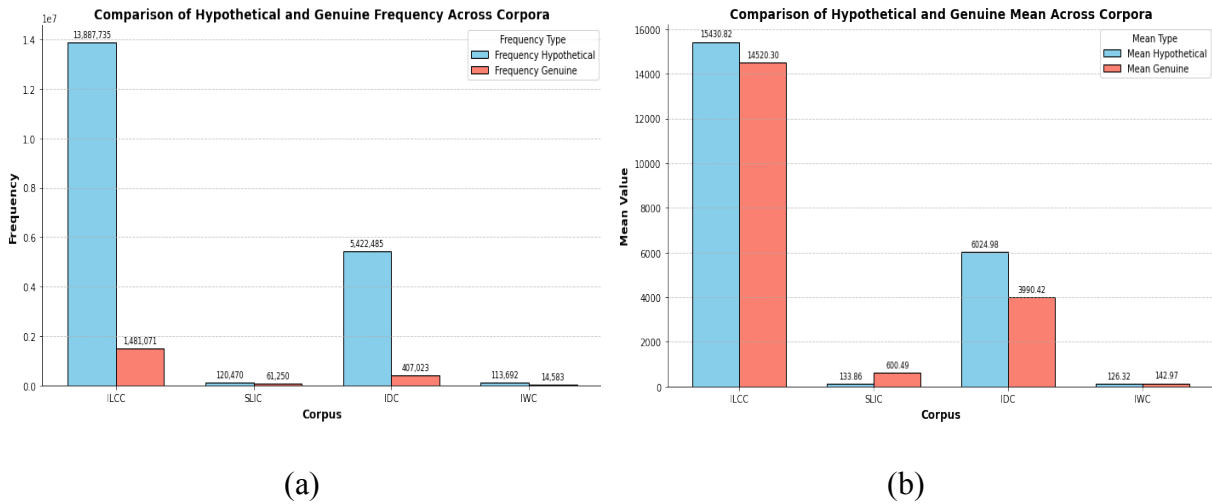 Comparison of Hypothetical and Genuine Frequency Across Corpora
1e7
13,887,735
1,481,071
120,470
61,250
5,422,485
407,023
113,692
14,583
Frequency Type
Frequency Hypothetical
Frequency Genuine
1.4
1.2
1.0
0.8
0.6
0.4
0.2
0.0
Frequency
ILCC
SLIC
IDC
IWC
Corpus
(a)
Comparison of Hypothetical and Genuine Mean Across Corpora
15430.82
14520.30
133.86
600.49
6024.98
3990.42
126.32
142.97
Mean Type
Mean Hypothetical
Mean Genuine
16000
14000
12000
10000
8000
6000
4000
2000
0
Mean Value
ILCC
SLIC
IDC
IWC
Corpus
(b)